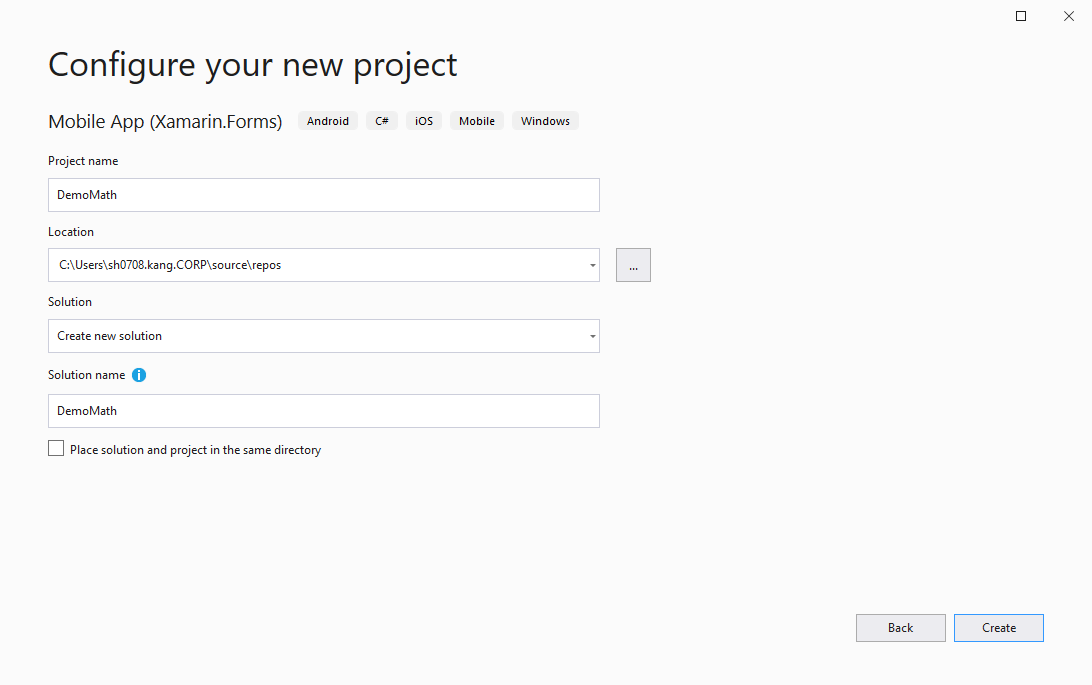 Configure your new project
Mobile App (Xamarin.Forms) Android C# iOS Mobile Windows
Project name
DemoMath
Location
C:\Users\sh0708.kang.CORP\source\repos
...
Solution
Create new solution
Solution name
DemoMath
Place solution and project in the same directory
Back Create